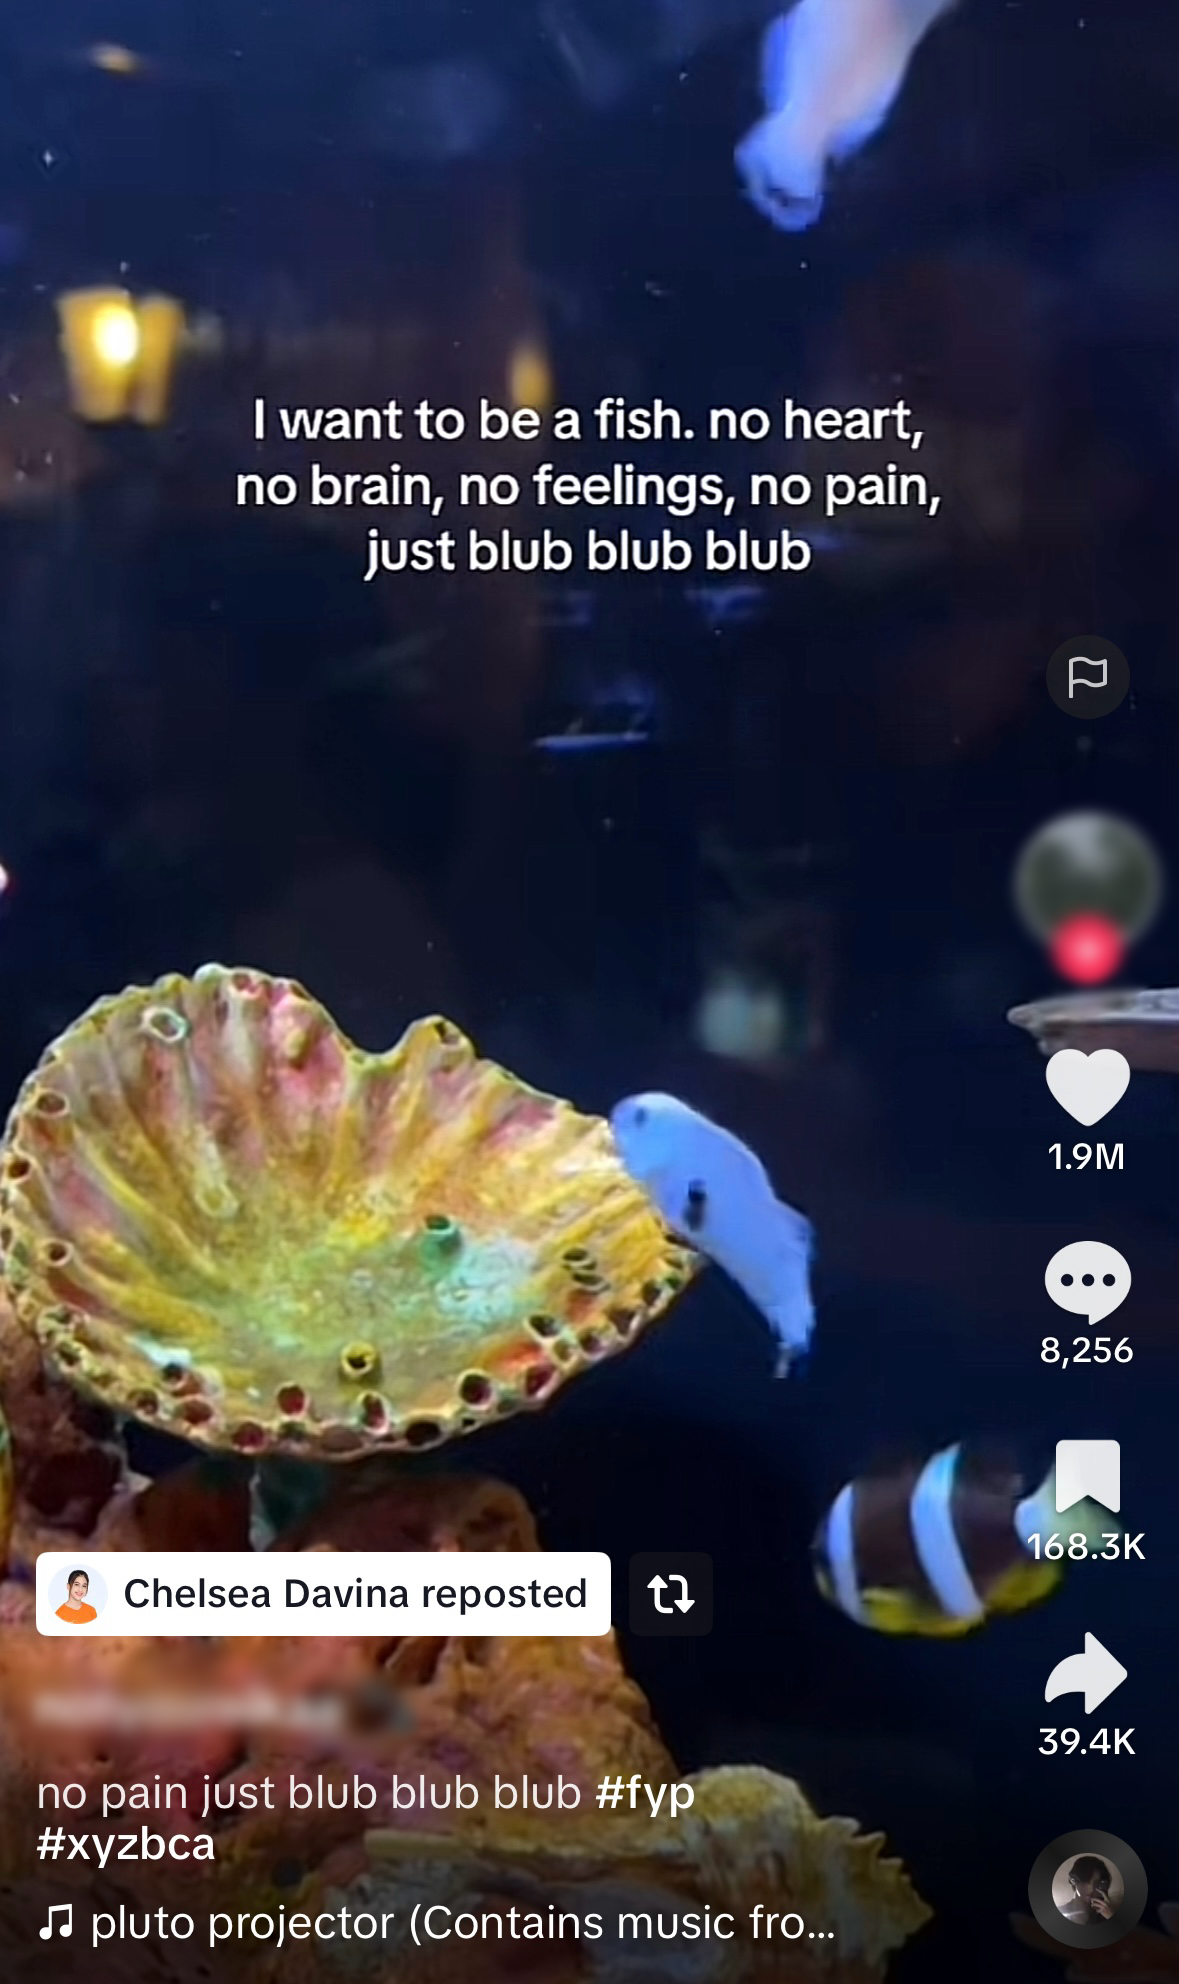 I want to be a fish. no heart,
no brain, no feelings, no pain,
just blub blub blub
1.9M
8,256
168.3K
Chelsea Davina reposted
39.4K
no pain just blub blub blub #fyp
#xyzbca
pluto projector (Contains music fro...